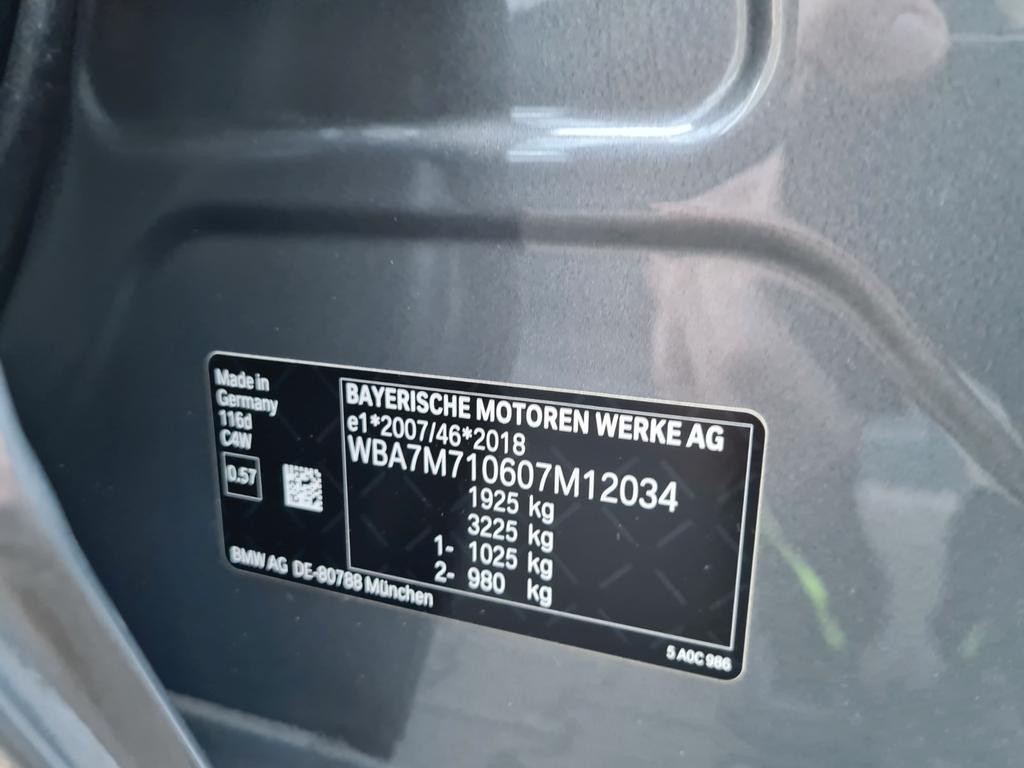 Made in
Germany
116d
C4W
0.57
BMW AG DE-80788 München
BAYERISCHE MOTOREN WERKE AG
e1*2007/46*2018
WBA7M710607M12034
1925 kg
3225 kg
1- 1025 kg
2- 980 kg
5 A0C 986